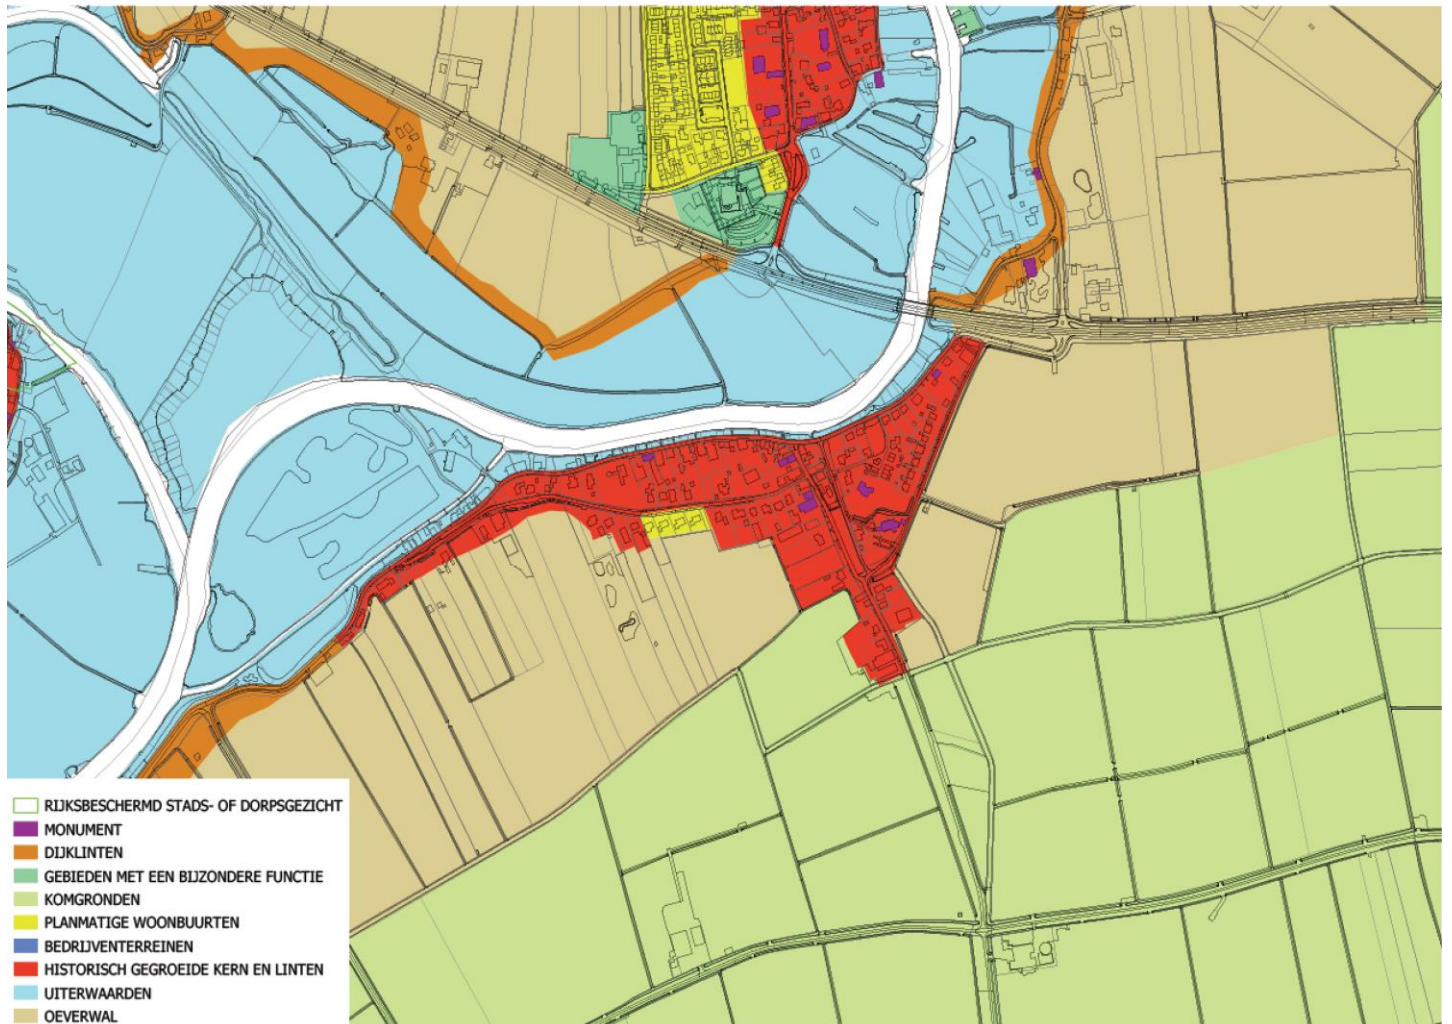 RIJKSBESCHERMD STADS- OF DORPSGEZICHT
MONUMENT
DIJKLINTEN
GEBIEDEN MET EEN BIJZONDERE FUNCTIE
KOMGRONDEN
PLANMATIGE WOONBUURTEN
BEDRIJVENTERREINEN
HISTORISCH GEGROEIDE KERN EN LINTEN
UITERWAARDEN
OEVERWAL